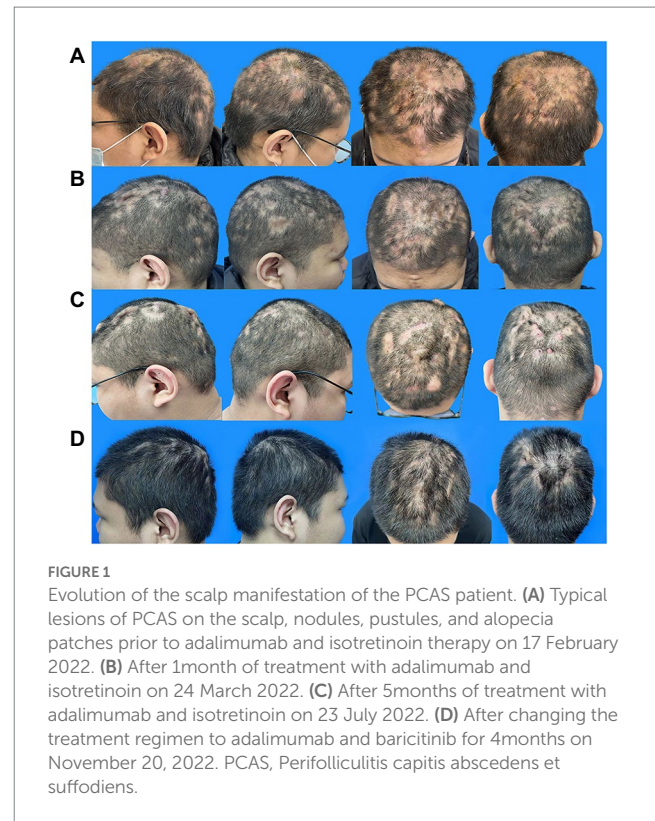 A
B
C
D
FIGURE 1
Evolution of the scalp manifestation of the PCAS patient. (A) Typical
lesions of PCAS on the scalp, nodules, pustules, and alopecia
patches prior to adalimumab and isotretinoin therapy on 17 February
2022. (B) After 1month of treatment with adalimumab and
isotretinoin on 24 March 2022. (C) After 5months of treatment with
adalimumab and isotretinoin on 23 July 2022. (D) After changing the
treatment regimen to adalimumab and baricitinib for 4months on
November 20, 2022. PCAS, Perifolliculitis capitis abscedens et
suffodiens.